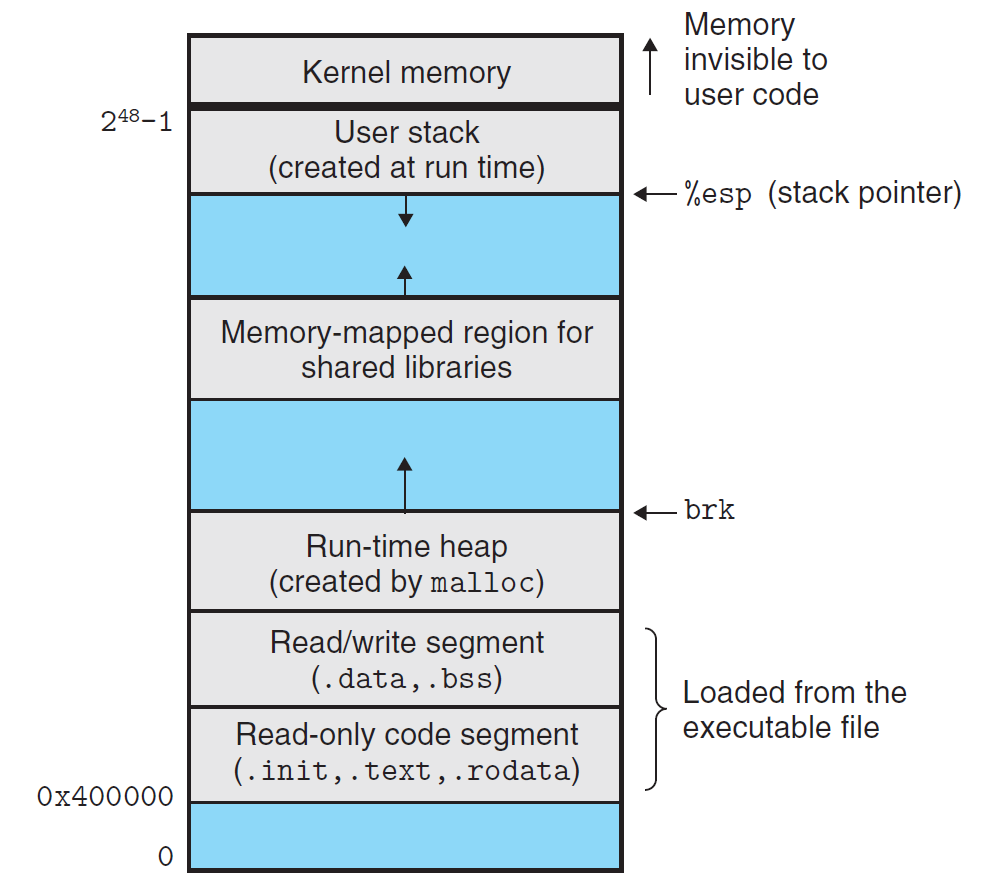 Memory
invisible to
user code
Kernel memory
2⁴⁸−1
User stack
(created at run time)
%esp (stack pointer)
Memory-mapped region for
shared libraries
brk
Run-time heap
(created by malloc)
Read/write segment
(.data,.bss)
Loaded from the
executable file
Read-only code segment
(.init,.text,.rodata)
0x400000
0